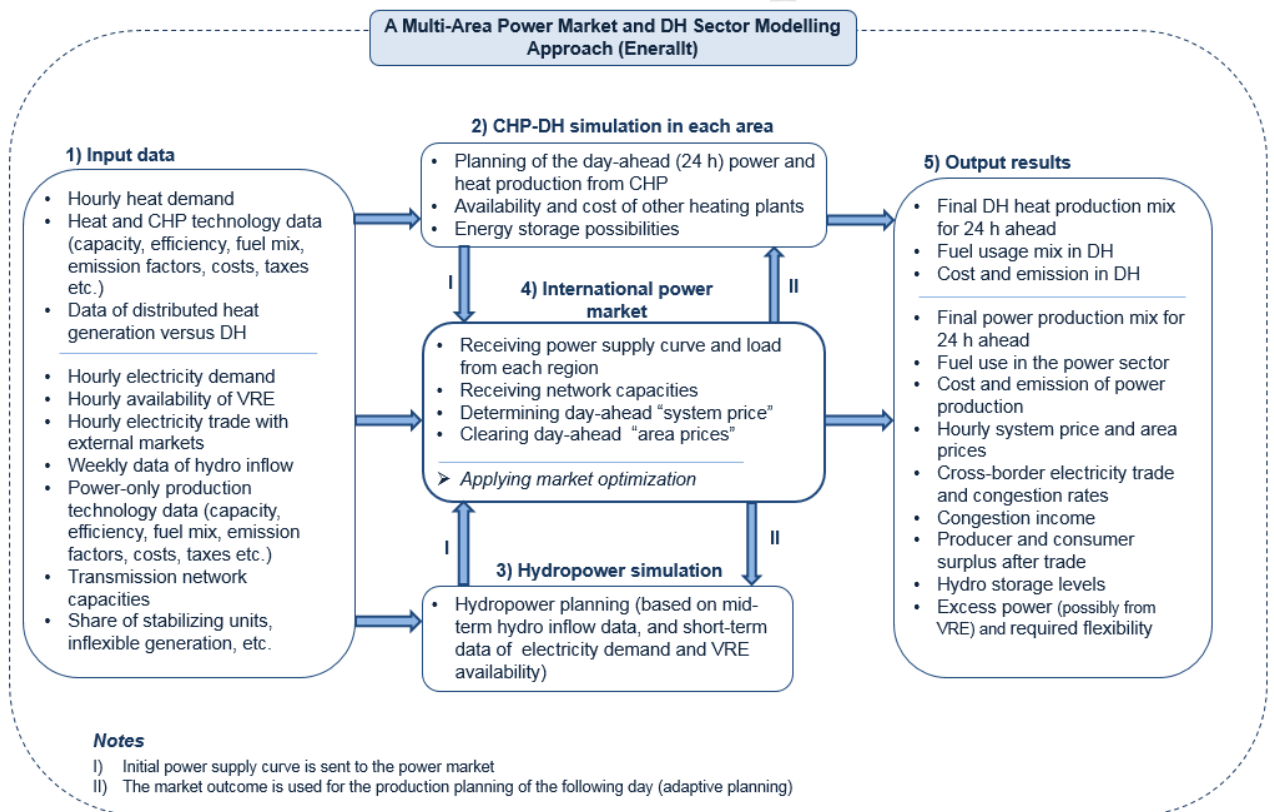 A Multi-Area Power Market and DH Sector Modelling
Approach (Enerallt)
1) Input data
• Hourly heat demand
• Heat and CHP technology data
(capacity, efficiency, fuel mix,
emission factors, costs, taxes
etc.)
• Data of distributed heat
generation versus DH
• Hourly electricity demand
• Hourly availability of VRE
• Hourly electricity trade with
external markets
• Weekly data of hydro inflow
• Power-only production
technology data (capacity,
efficiency, fuel mix, emission
factors, costs, taxes etc.)
• Transmission network
capacities
• Share of stabilizing units,
inflexible generation, etc.
2) CHP-DH simulation in each area
• Planning of the day-ahead (24 h) power and
heat production from CHP
• Availability and cost of other heating plants
• Energy storage possibilities
I
II
4) International power
market
• Receiving power supply curve and load
from each region
• Receiving network capacities
• Determining day-ahead “system price”
• Clearing day-ahead “area prices”
➤ Applying market optimization
I
II
3) Hydropower simulation
• Hydropower planning (based on mid-
term hydro inflow data, and short-term
data of electricity demand and VRE
availability)
5) Output results
• Final DH heat production mix
for 24 h ahead
• Fuel usage mix in DH
• Cost and emission in DH
• Final power production mix for
24 h ahead
• Fuel use in the power sector
• Cost and emission of power
production
• Hourly system price and area
prices
• Cross-border electricity trade
and congestion rates
• Congestion income
• Producer and consumer
surplus after trade
• Hydro storage levels
• Excess power (possibly from
VRE) and required flexibility
Notes
I) Initial power supply curve is sent to the power market
II) The market outcome is used for the production planning of the following day (adaptive planning)